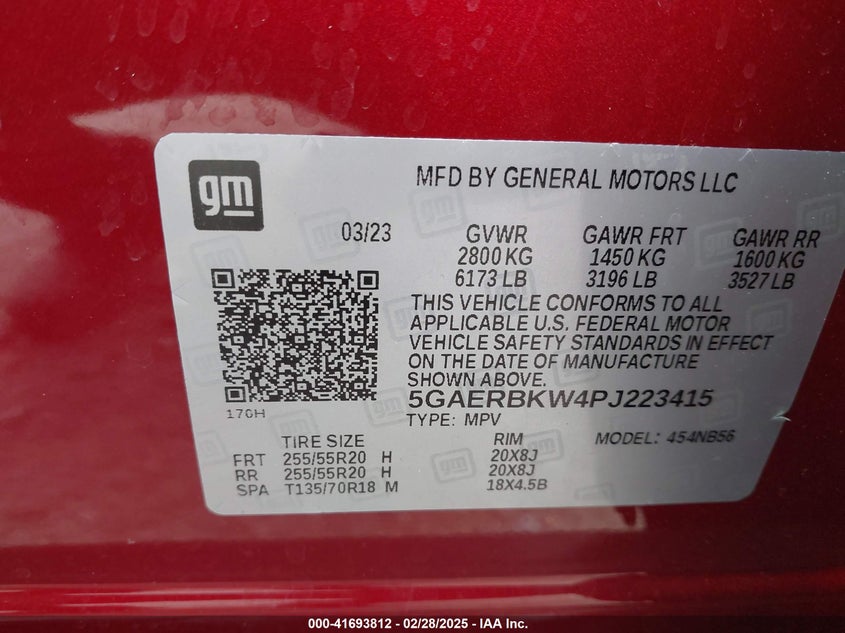 gm
MFD BY GENERAL MOTORS LLC
03/23 GVWR GAWR FRT GAWR RR
2800 KG 1450 KG 1600 KG
6173 LB 3196 LB 3527 LB
THIS VEHICLE CONFORMS TO ALL
APPLICABLE U.S. FEDERAL MOTOR
VEHICLE SAFETY STANDARDS IN EFFECT
ON THE DATE OF MANUFACTURE
SHOWN ABOVE.
170H
5GAERBKW4PJ223415
TYPE: MPV
TIRE SIZE RIM MODEL: 454NB56
FRT 255/55R20 H 20X8J
RR 255/55R20 H 20X8J
SPA T135/70R18 M 18X4.5B
000-41693812 - 02/28/2025 - IAA Inc.